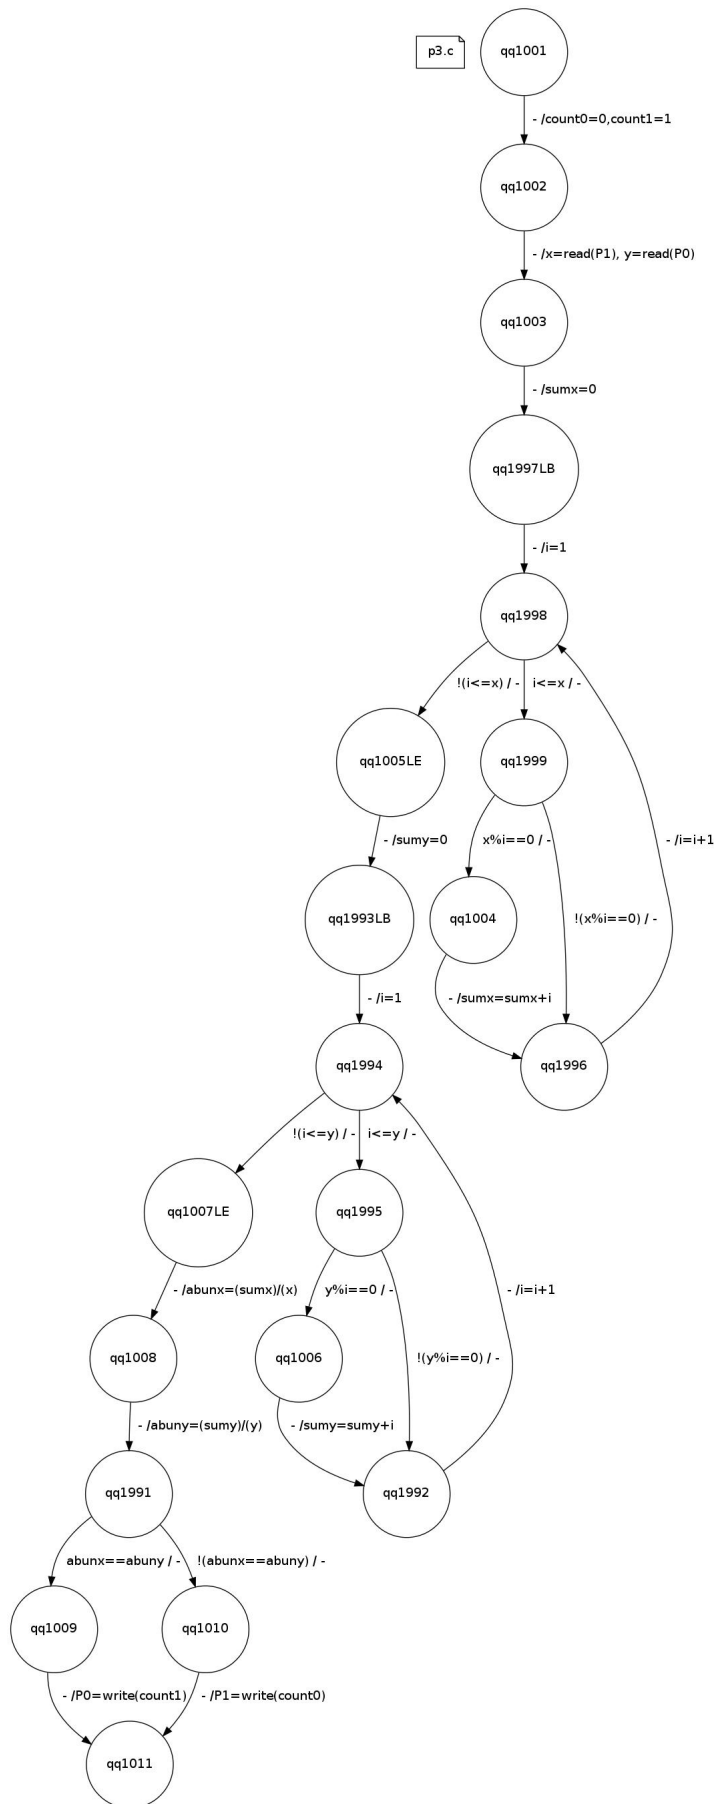 p3.c
qq1001
- /count0=0,count1=1
qq1002
- /x=read(P1), y=read(P0)
qq1003
- /sumx=0
qq1997LB
- /i=1
qq1998
!(i<=x) / -
i<=x / -
qq1005LE
qq1999
- /sumy=0
x%i==0 / -
- /i=i+1
qq1993LB
qq1004
!(x%i==0) / -
- /i=1
- /sumx=sumx+i
qq1994
qq1996
!(i<=y) / -
i<=y / -
qq1007LE
qq1995
- /abunx=(sumx)/(x)
y%i==0 / -
- /i=i+1
qq1008
qq1006
!(y%i==0) / -
- /abuny=(sumy)/(y)
- /sumy=sumy+i
qq1991
qq1992
abunx==abuny / -
!(abunx==abuny) / -
qq1009
qq1010
- /P0=write(count1)
- /P1=write(count0)
qq1011